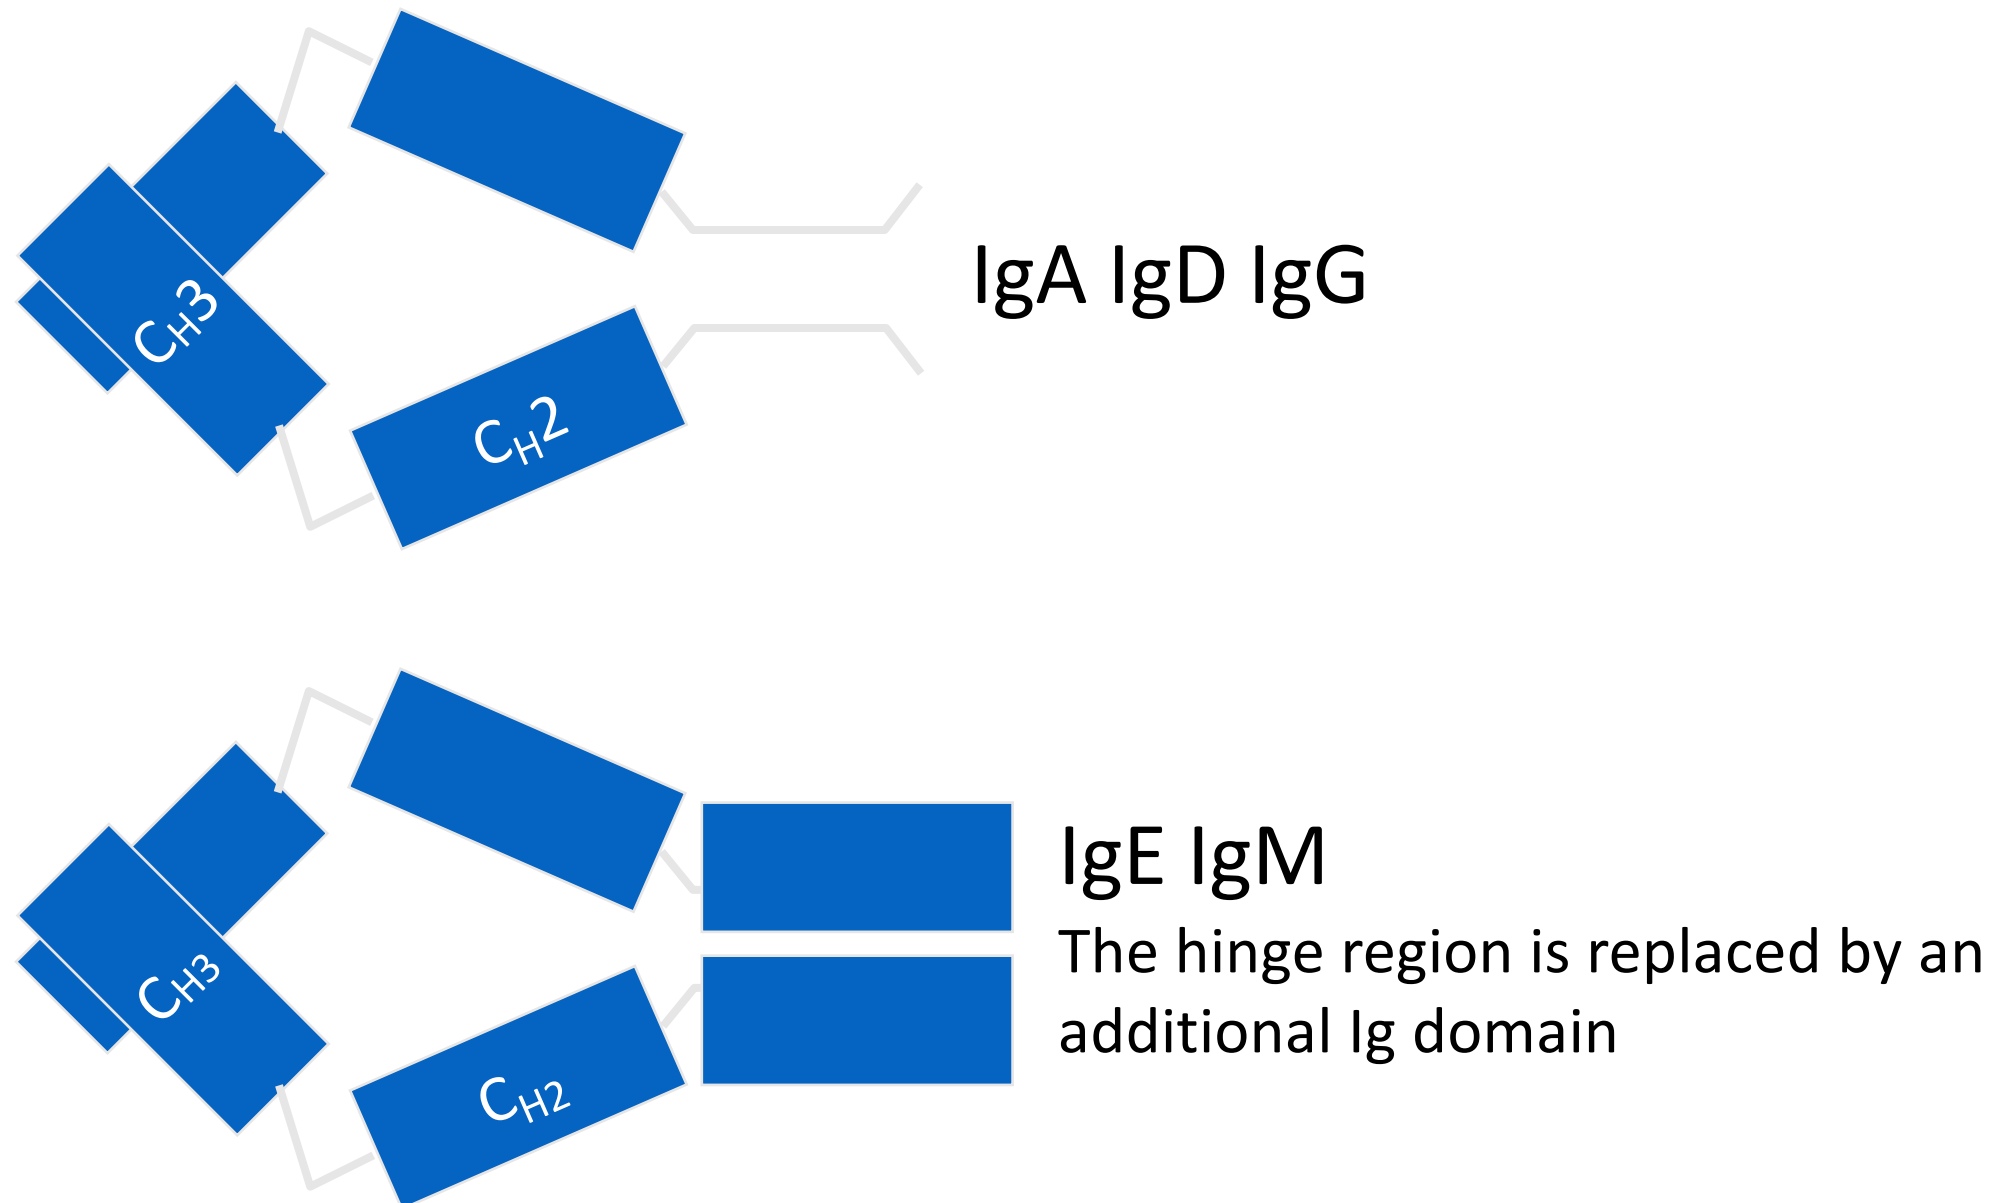 CH3
CH2
IgA IgD IgG
CH3
CH2
IgE IgM
The hinge region is replaced by an
additional Ig domain